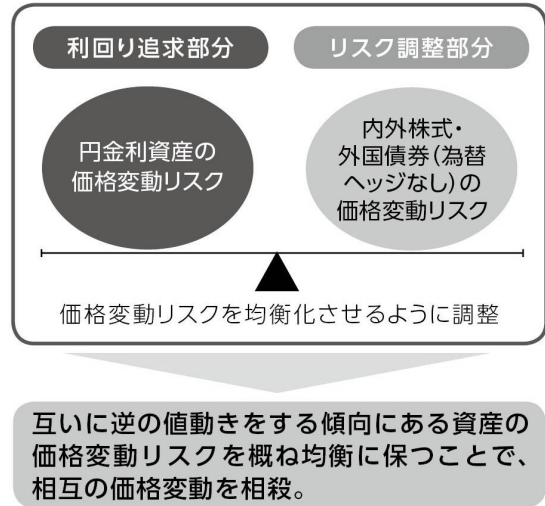 利回り追求部分
リスク調整部分
円金利資産の
価格変動リスク
内外株式・
外国債券(為替
ヘッジなし)の
価格変動リスク
価格変動リスクを均衡化させるように調整
互いに逆の値動きをする傾向にある資産の
価格変動リスクを概ね均衡に保つことで、
相互の価格変動を相殺。